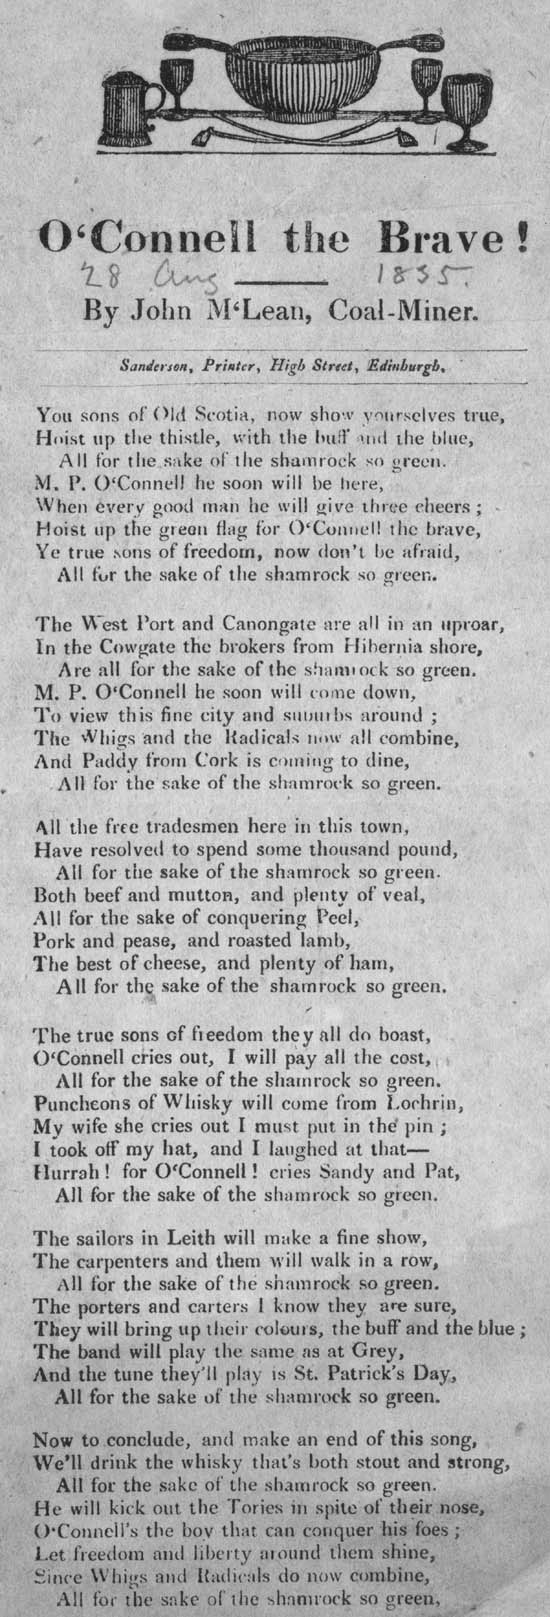 O‘Connell the Brave!
28 Aug 1835.
By John M‘Lean, Coal-Miner.
Sanderson, Printer, High Street, Edinburgh.
You sons of Old Scotia, now show yourselves true,
Hoist up the thistle, with the buff and the blue,
All for the sake of the shamrock so green.
M. P. O‘Connell he soon will be here,
When every good man he will give three cheers;
Hoist up the green flag for O‘Connell the brave,
Ye true sons of freedom, now don't be afraid,
All for the sake of the shamrock so green.
The West Port and Canongate are all in an uproar,
In the Cowgate the brokers from Hibernia shore,
Are all for the sake of the shamrock so green.
M. P. O‘Connell he soon will come down,
To view this fine city and suburbs around;
The Whigs and the Radicals now all combine,
And Paddy from Cork is coming to dine,
All for the sake of the shamrock so green.
All the free tradesmen here in this town,
Have resolved to spend some thousand pound,
All for the sake of the shamrock so green.
Both beef and mutton, and plenty of veal,
All for the sake of conquering Peel,
Pork and pease, and roasted lamb,
The best of cheese, and plenty of ham,
All for the sake of the shamrock so green.
The true sons of freedom they all do boast,
O‘Connell cries out, I will pay all the cost,
All for the sake of the shamrock so green.
Puncheons of Whisky will come from Lochrin,
My wife she cries out I must put in the pin;
I took off my hat, and I laughed at that—
Hurrah! for O‘Connell! cries Sandy and Pat,
All for the sake of the shamrock so green.
The sailors in Leith will make a fine show,
The carpenters and them will walk in a row,
All for the sake of the shamrock so green.
The porters and carters I know they are sure,
They will bring up their colours, the buff and the blue;
The band will play the same as at Grey,
And the tune they'll play is St. Patrick's Day,
All for the sake of the shamrock so green.
Now to conclude, and make an end of this song,
We'll drink the whisky that's both stout and strong,
All for the sake of the shamrock so green.
He will kick out the Tories in spite of their nose,
O‘Connell's the boy that can conquer his foes;
Let freedom and liberty around them shine,
Since Whigs and Radicals do now combine,
All for the sake of the shamrock so green,